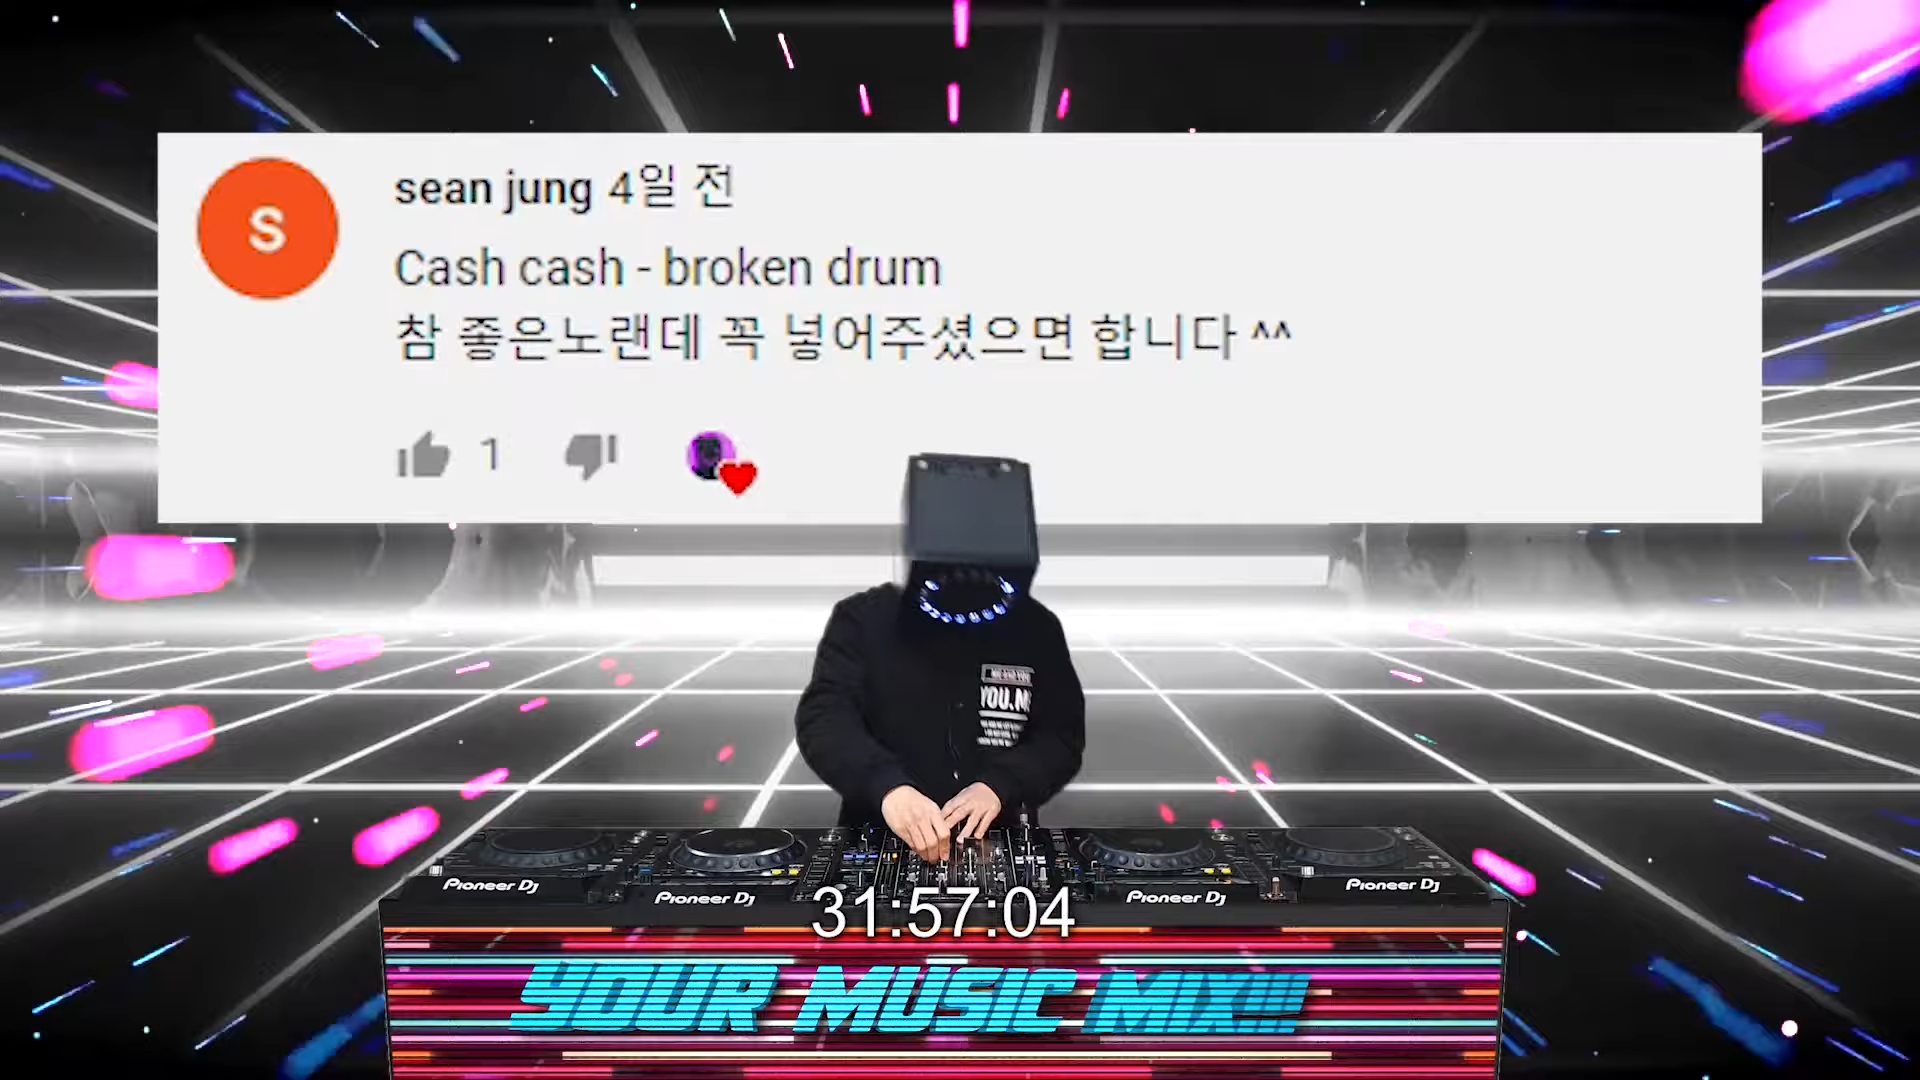 sean jung 4일 전
S
Cash cash - broken drum
참 좋은노랜데 꼭 넣어주셨으면 합니다 ^^
1
YOU.M
Pioneer Dj
Pioneer Dj
Pioneer Dj
Pioneer Dj
31:57:04
YOUR MUSIC MIX!!!